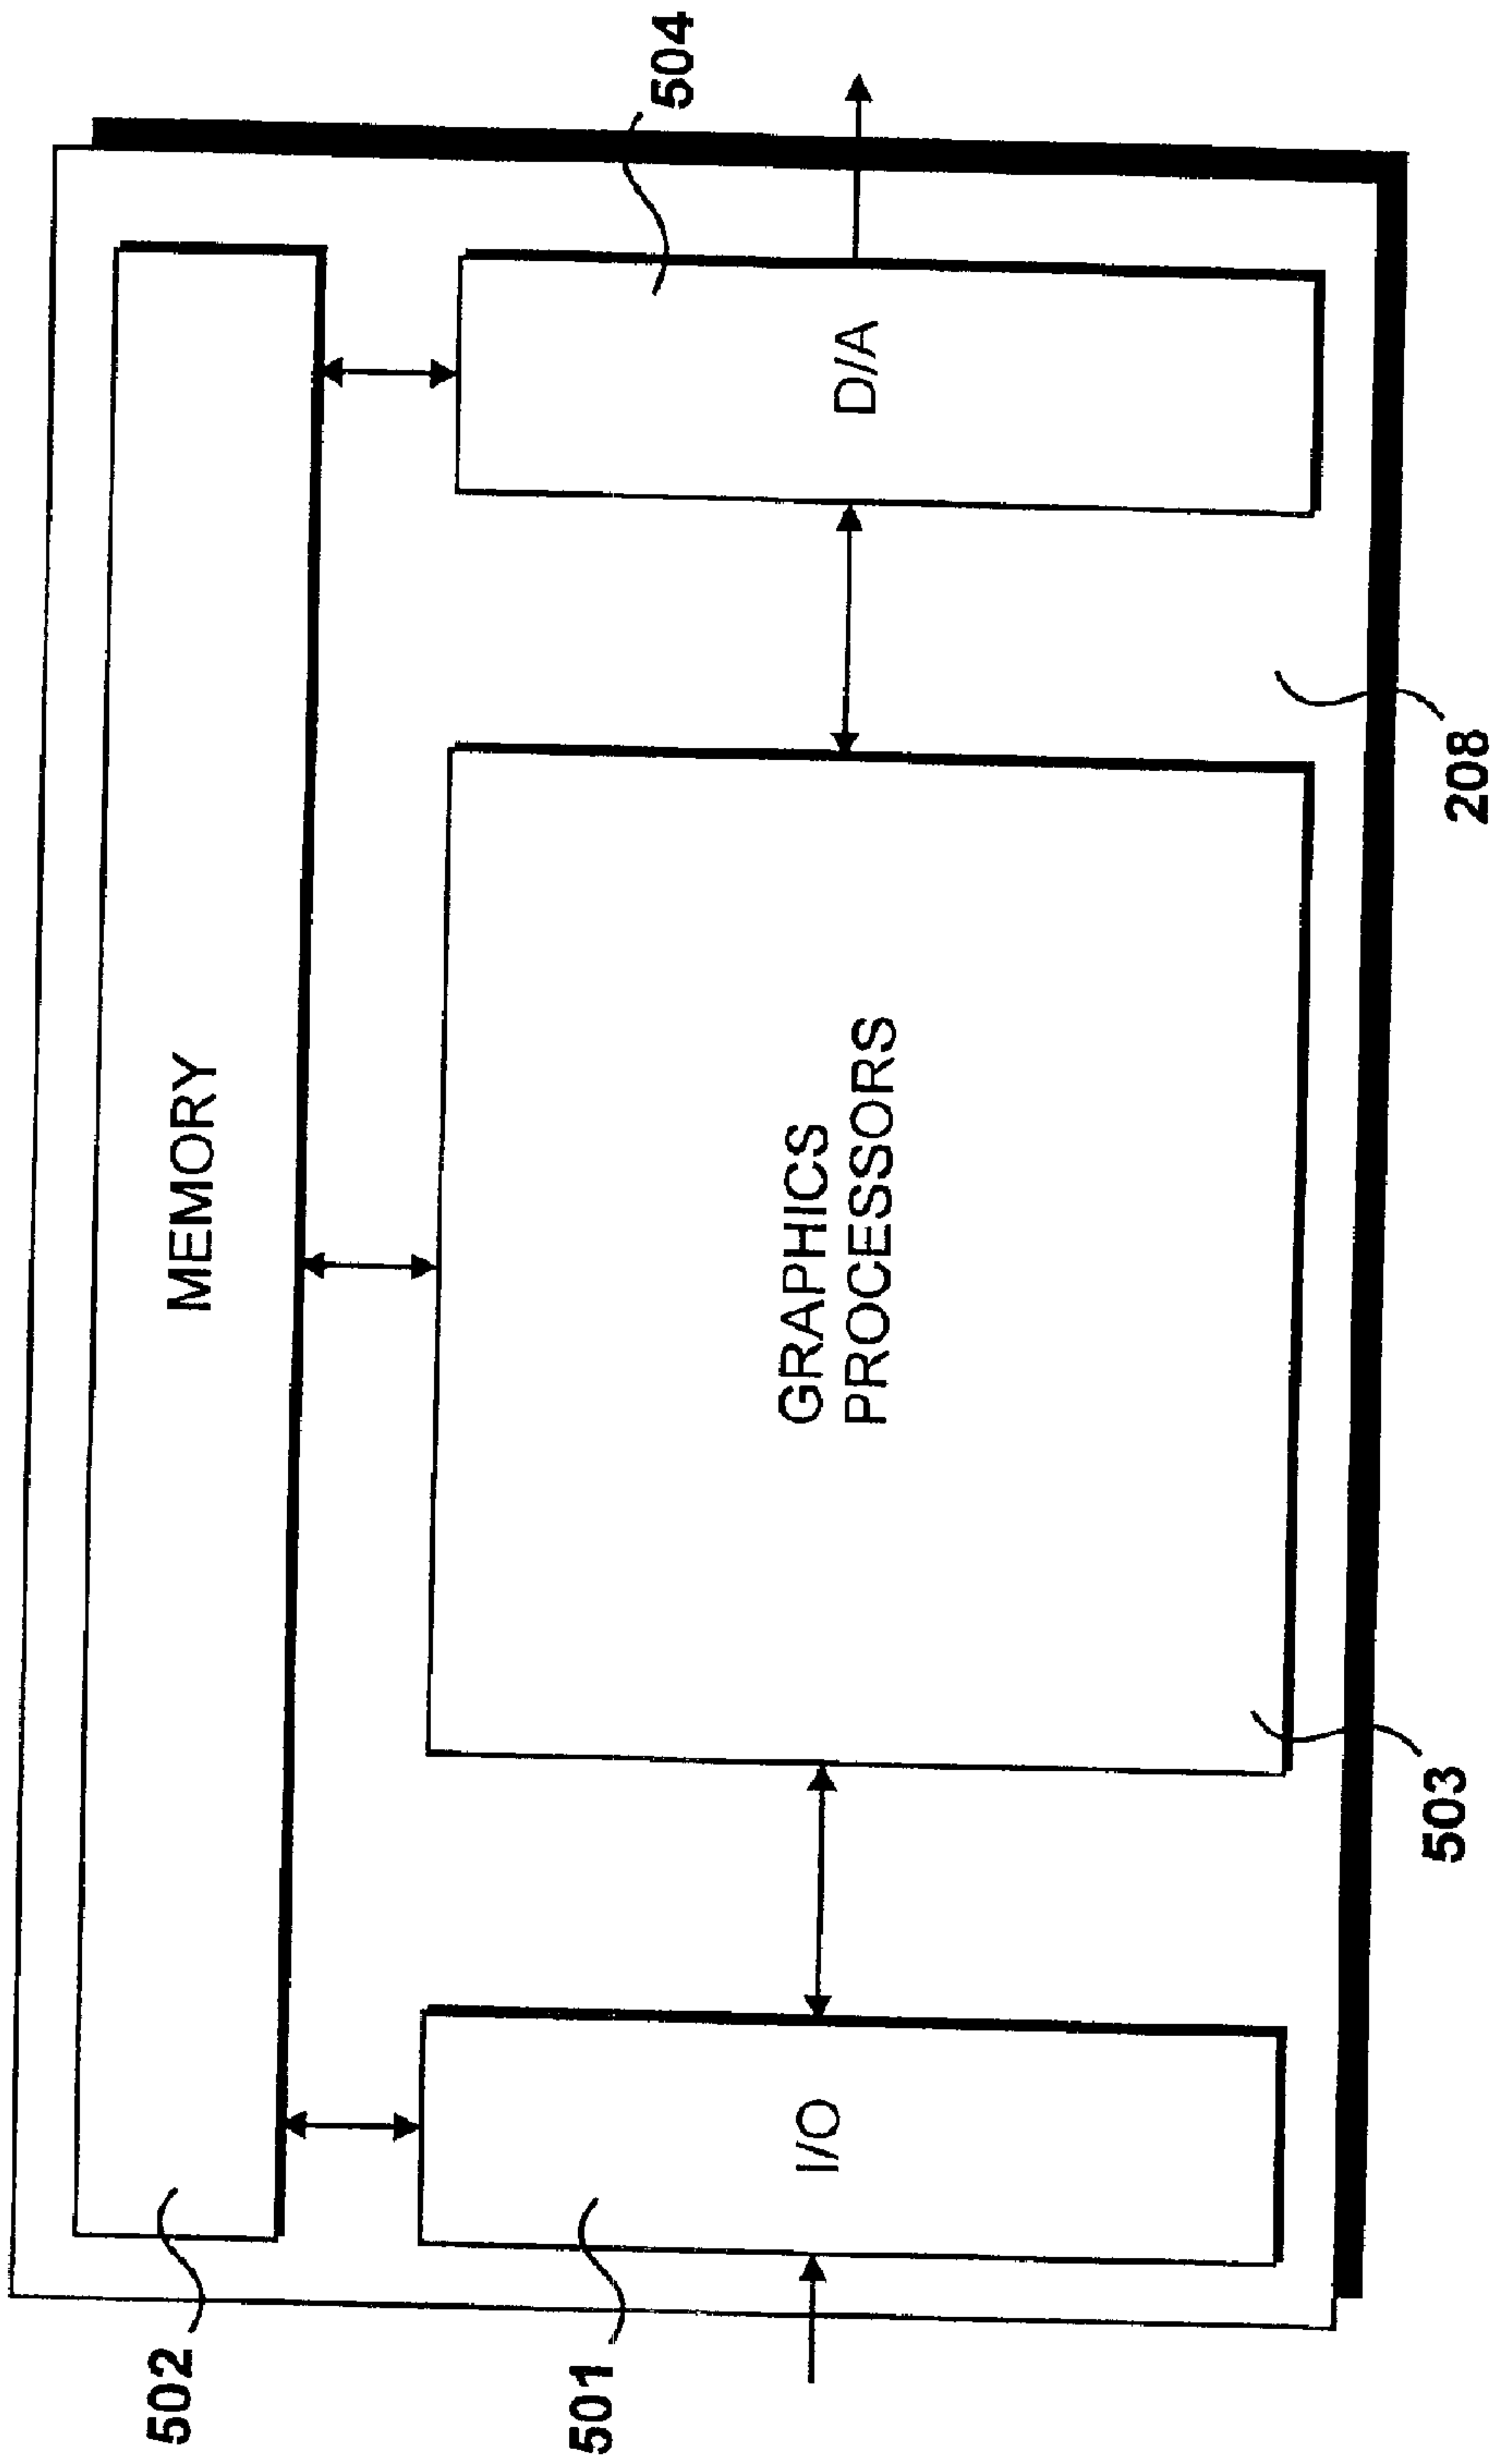 502
MEMORY
504
501
I/O
GRAPHICS
PROCESSORS
D/A
503
208